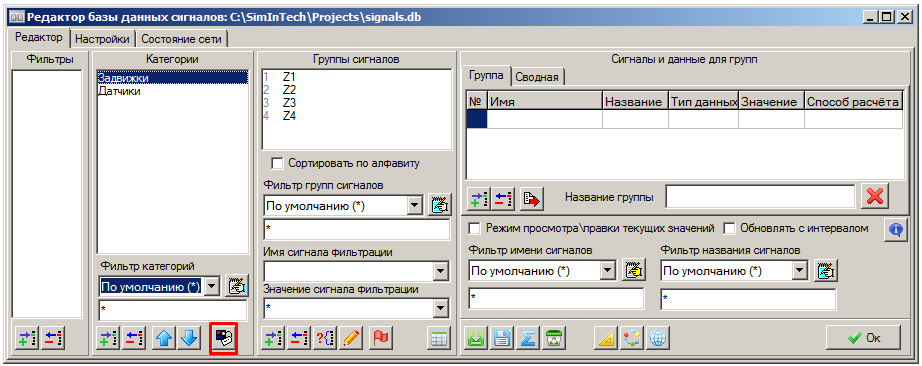 Редактор базы данных сигналов: C:\SimInTech\Projects\signals.db
Редактор Настройки Состояние сети
Фильтры
Категории
Задвижки
Датчики
Фильтр категорий
По умолчанию (*)
*
Группы сигналов
1 Z1
2 Z2
3 Z3
4 Z4
Сортировать по алфавиту
Фильтр групп сигналов
По умолчанию (*)
*
Имя сигнала фильтрации
Значение сигнала фильтрации
*
Сигналы и данные для групп
Группа Сводная
№ Имя Название Тип данных Значение Способ расчёта
Название группы
Режим просмотра\правки текущих значений Обновлять с интервалом
Фильтр имени сигналов Фильтр названия сигналов
По умолчанию (*) По умолчанию (*)
* *
Ок